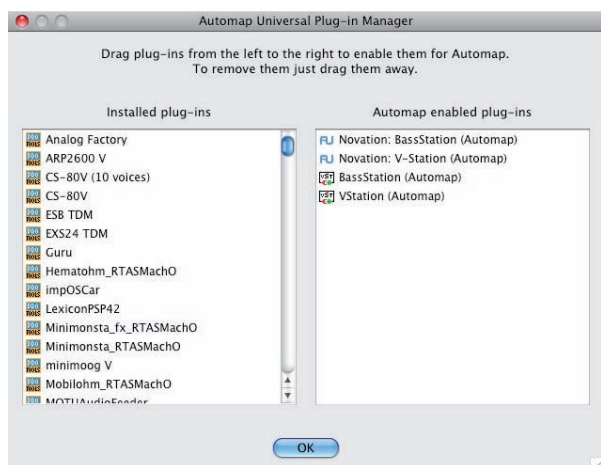 Automap Universal Plug-in Manager
Drag plug-ins from the left to the right to enable them for Automap.
To remove them just drag them away.
Installed plug-ins
Analog Factory
ARP2600 V
CS-80V (10 voices)
CS-80V
ESB TDM
EXS24 TDM
Guru
Hematohm_RTASMachO
impOSCar
LexiconPSP42
Minimonsta_fx_RTASMachO
Minimonsta_RTASMachO
minimoog V
Mobilohm_RTASMachO
MOTUAudioFeeder
Automap enabled plug-ins
Novation: BassStation (Automap)
Novation: V-Station (Automap)
BassStation (Automap)
VStation (Automap)
OK